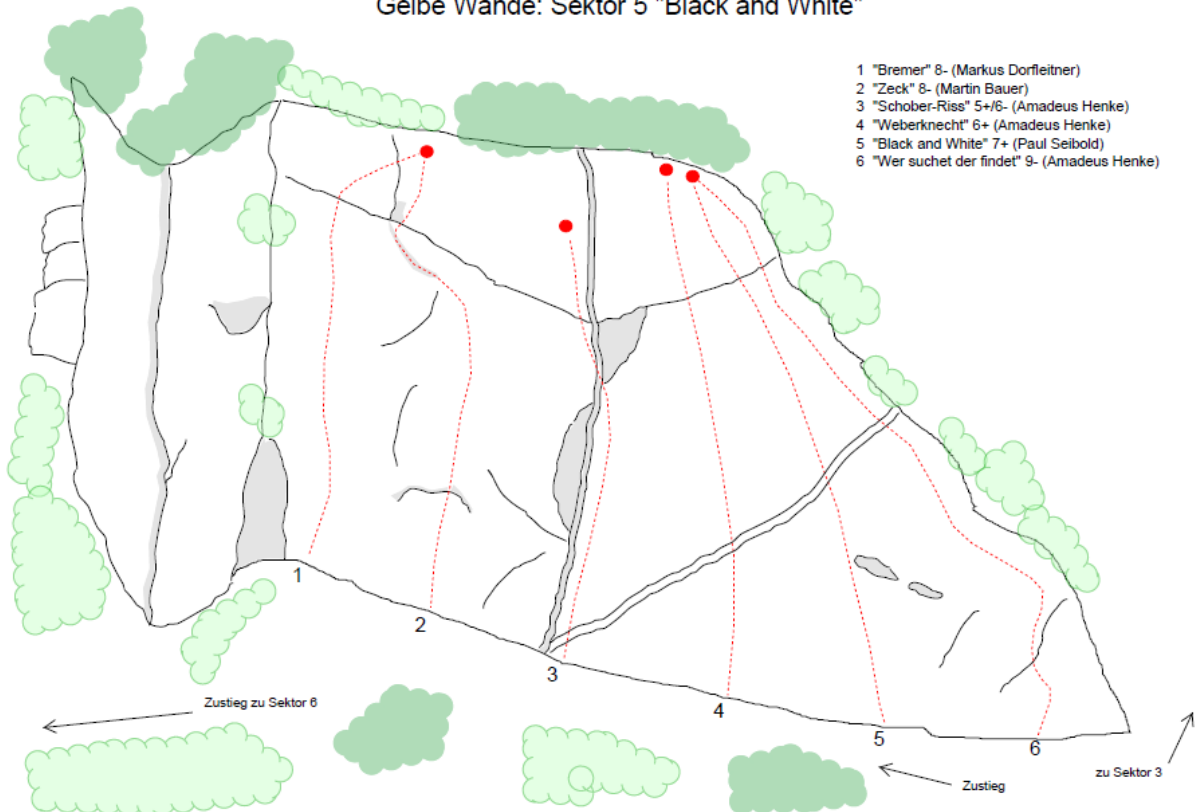 Gelbe Wände: Sektor 5 "Black and White"
1 "Bremer" 8- (Markus Dorfleitner)
2 "Zeck" 8- (Martin Bauer)
3 "Schober-Riss" 5+/6- (Amadeus Henke)
4 "Weberknecht" 6+ (Amadeus Henke)
5 "Black and White" 7+ (Paul Seibold)
6 "Wer suchet der findet" 9- (Amadeus Henke)
1
2
3
4
5
6
Zustieg zu Sektor 6
Zustieg
zu Sektor 3